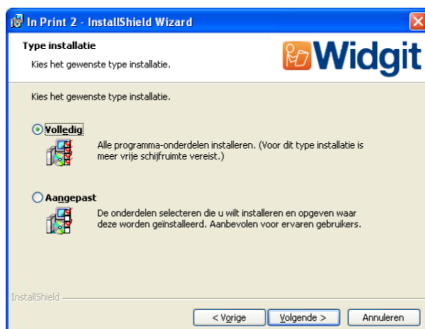 In Print 2 - InstallShield Wizard
Type installatie
Kies het gewenste type installatie.
Widgit
Kies het gewenste type installatie.
Volledig
Alle programma-onderdelen installeren. (Voor dit type installatie is
meer vrije schijfruimte vereist.)
Aangepast
De onderdelen selecteren die u wilt installeren en opgeven waar
deze worden geïnstalleerd. Aanbevolen voor ervaren gebruikers.
InstallShield
< Vorige Volgende > Annuleren